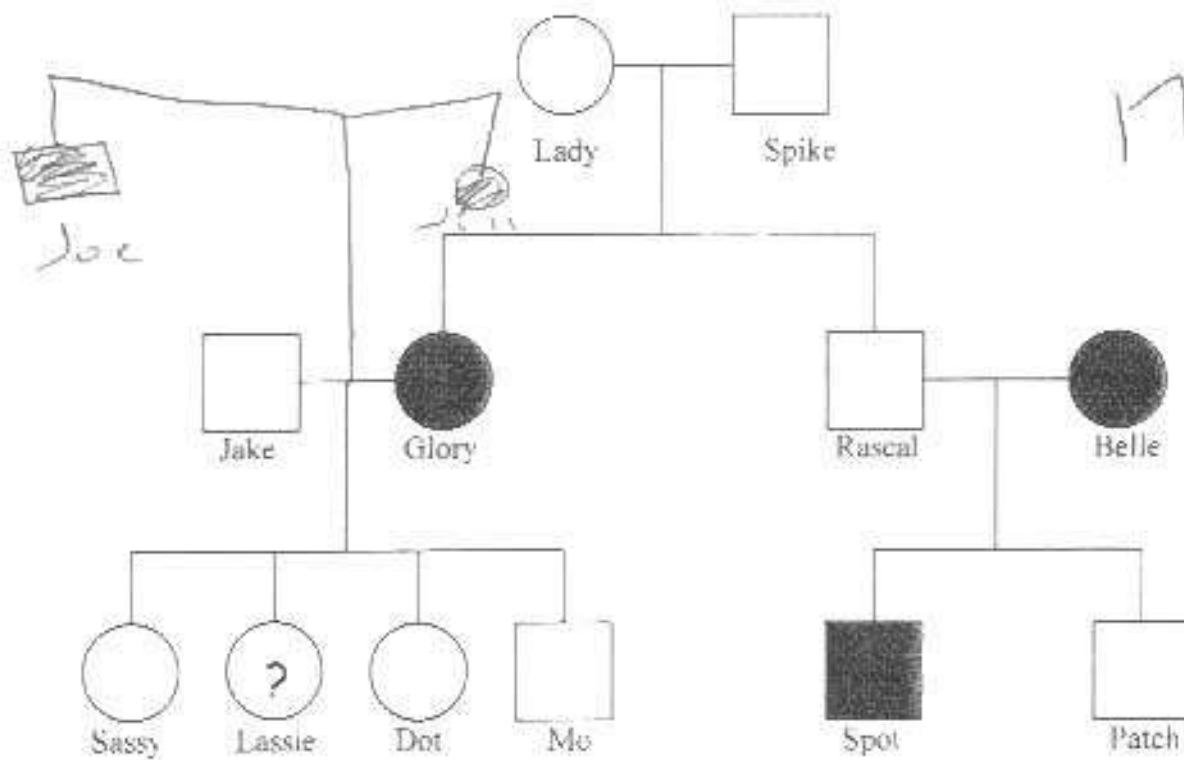 Lady Spike
Joe
Jake Glory Rascal Belle
?
Sassy Lassie Dot Mo Spot Patch